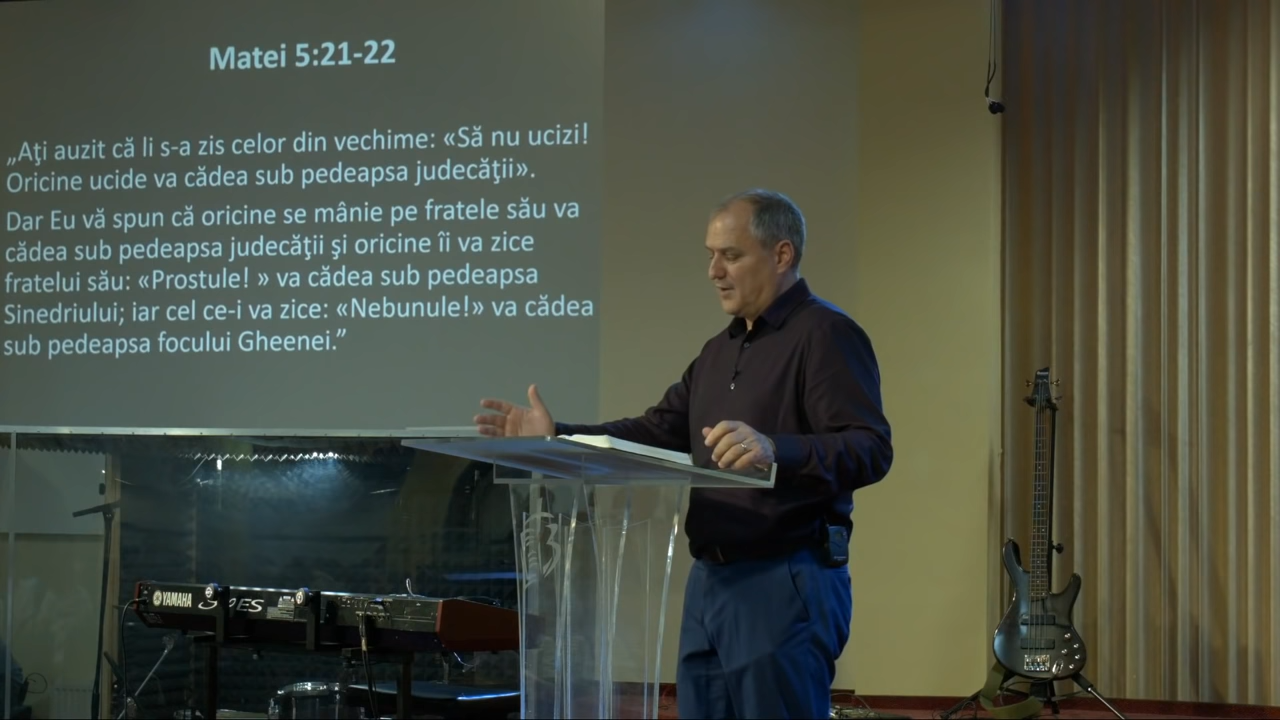 Matei 5:21-22
„Aţi auzit că li s-a zis celor din vechime: «Să nu ucizi!
Oricine ucide va cădea sub pedeapsa judecăţii».
Dar Eu vă spun că oricine se mânie pe fratele său va
cădea sub pedeapsa judecăţii şi oricine îi va zice
fratelui său: «Prostule! » va cădea sub pedeapsa
Sinedriului; iar cel ce-i va zice: «Nebunule!» va cădea
sub pedeapsa focului Gheenei.”
YAMAHA